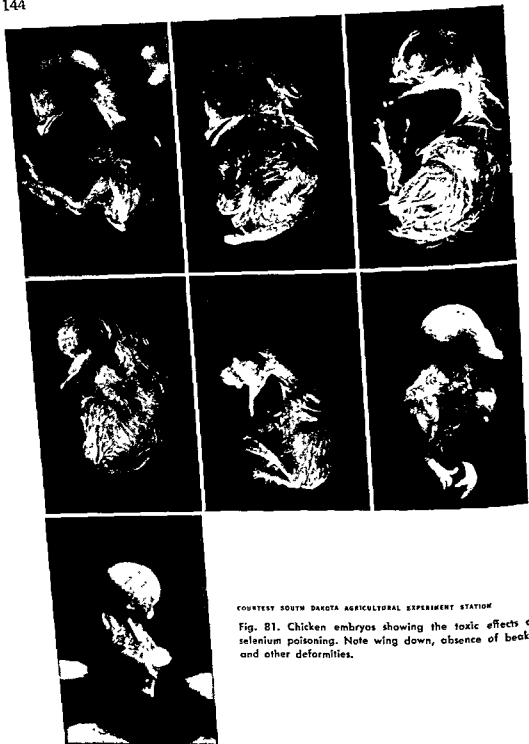 144
COURTESY SOUTH DAKOTA AGRICULTURAL EXPERIMENT STATION
Fig. 81. Chicken embryos showing the toxic effects o
selenium poisoning. Note wing down, absence of beak
and other deformities.